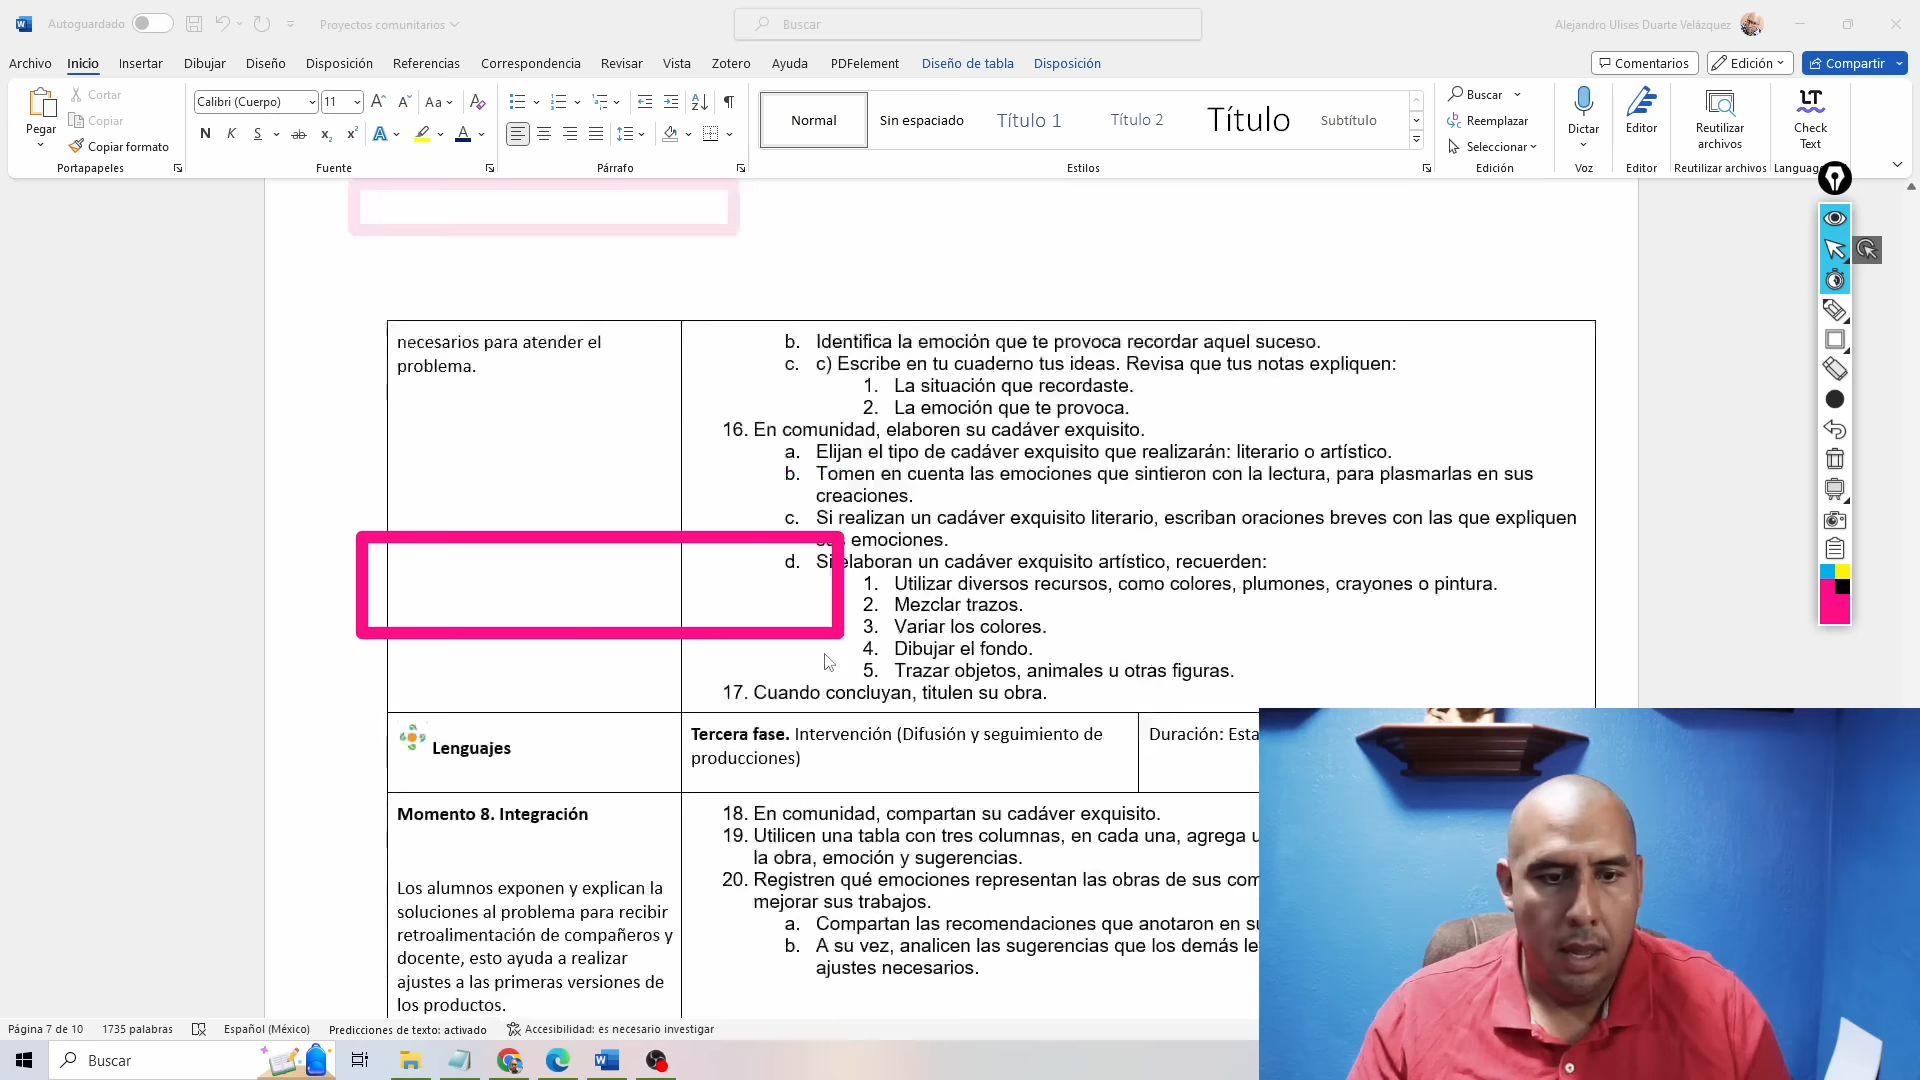 Autoguardado
Proyectos comunitarios
Buscar
Alejandro Ulises Duarte Velázquez
Archivo Inicio Insertar Dibujar Diseño Disposición Referencias Correspondencia Revisar Vista Zotero Ayuda PDFelement Diseño de tabla Disposición
Comentarios Edición Compartir
Pegar
Cortar
Copiar
Copiar formato
Portapapeles
Calibri (Cuerpo) 11
Fuente
Párrafo
Normal
Sin espaciado
Título 1
Título 2
Título
Subtítulo
Estilos
Buscar
Reemplazar
Seleccionar
Edición
Dictar
Voz
Editor
Editor
Reutilizar archivos
Reutilizar archivos
Check Text
necesarios para atender el
problema.
b. Identifica la emoción que te provoca recordar aquel suceso.
c. c) Escribe en tu cuaderno tus ideas. Revisa que tus notas expliquen:
1. La situación que recordaste.
2. La emoción que te provoca.
16. En comunidad, elaboren su cadáver exquisito.
a. Elijan el tipo de cadáver exquisito que realizarán: literario o artístico.
b. Tomen en cuenta las emociones que sintieron con la lectura, para plasmarlas en sus
creaciones.
c. Si realizan un cadáver exquisito literario, escriban oraciones breves con las que expliquen
emociones.
d. Si elaboran un cadáver exquisito artístico, recuerden:
1. Utilizar diversos recursos, como colores, plumones, crayones o pintura.
2. Mezclar trazos.
3. Variar los colores.
4. Dibujar el fondo.
5. Trazar objetos, animales u otras figuras.
17. Cuando concluyan, titulen su obra.
Lenguajes
Tercera fase. Intervención (Difusión y seguimiento de
producciones)
Duración: Esta
Momento 8. Integración
Los alumnos exponen y explican la
soluciones al problema para recibir
retroalimentación de compañeros y
docente, esto ayuda a realizar
ajustes a las primeras versiones de
los productos.
18. En comunidad, compartan su cadáver exquisito.
19. Utilicen una tabla con tres columnas, en cada una, agrega
la obra, emoción y sugerencias.
20. Registren qué emociones representan las obras de sus com
mejorar sus trabajos.
a. Compartan las recomendaciones que anotaron en
b. A su vez, analicen las sugerencias que los demás le
ajustes necesarios.
Página 7 de 10 1735 palabras Español (México) Predicciones de texto: activado Accesibilidad: es necesario investigar
Buscar